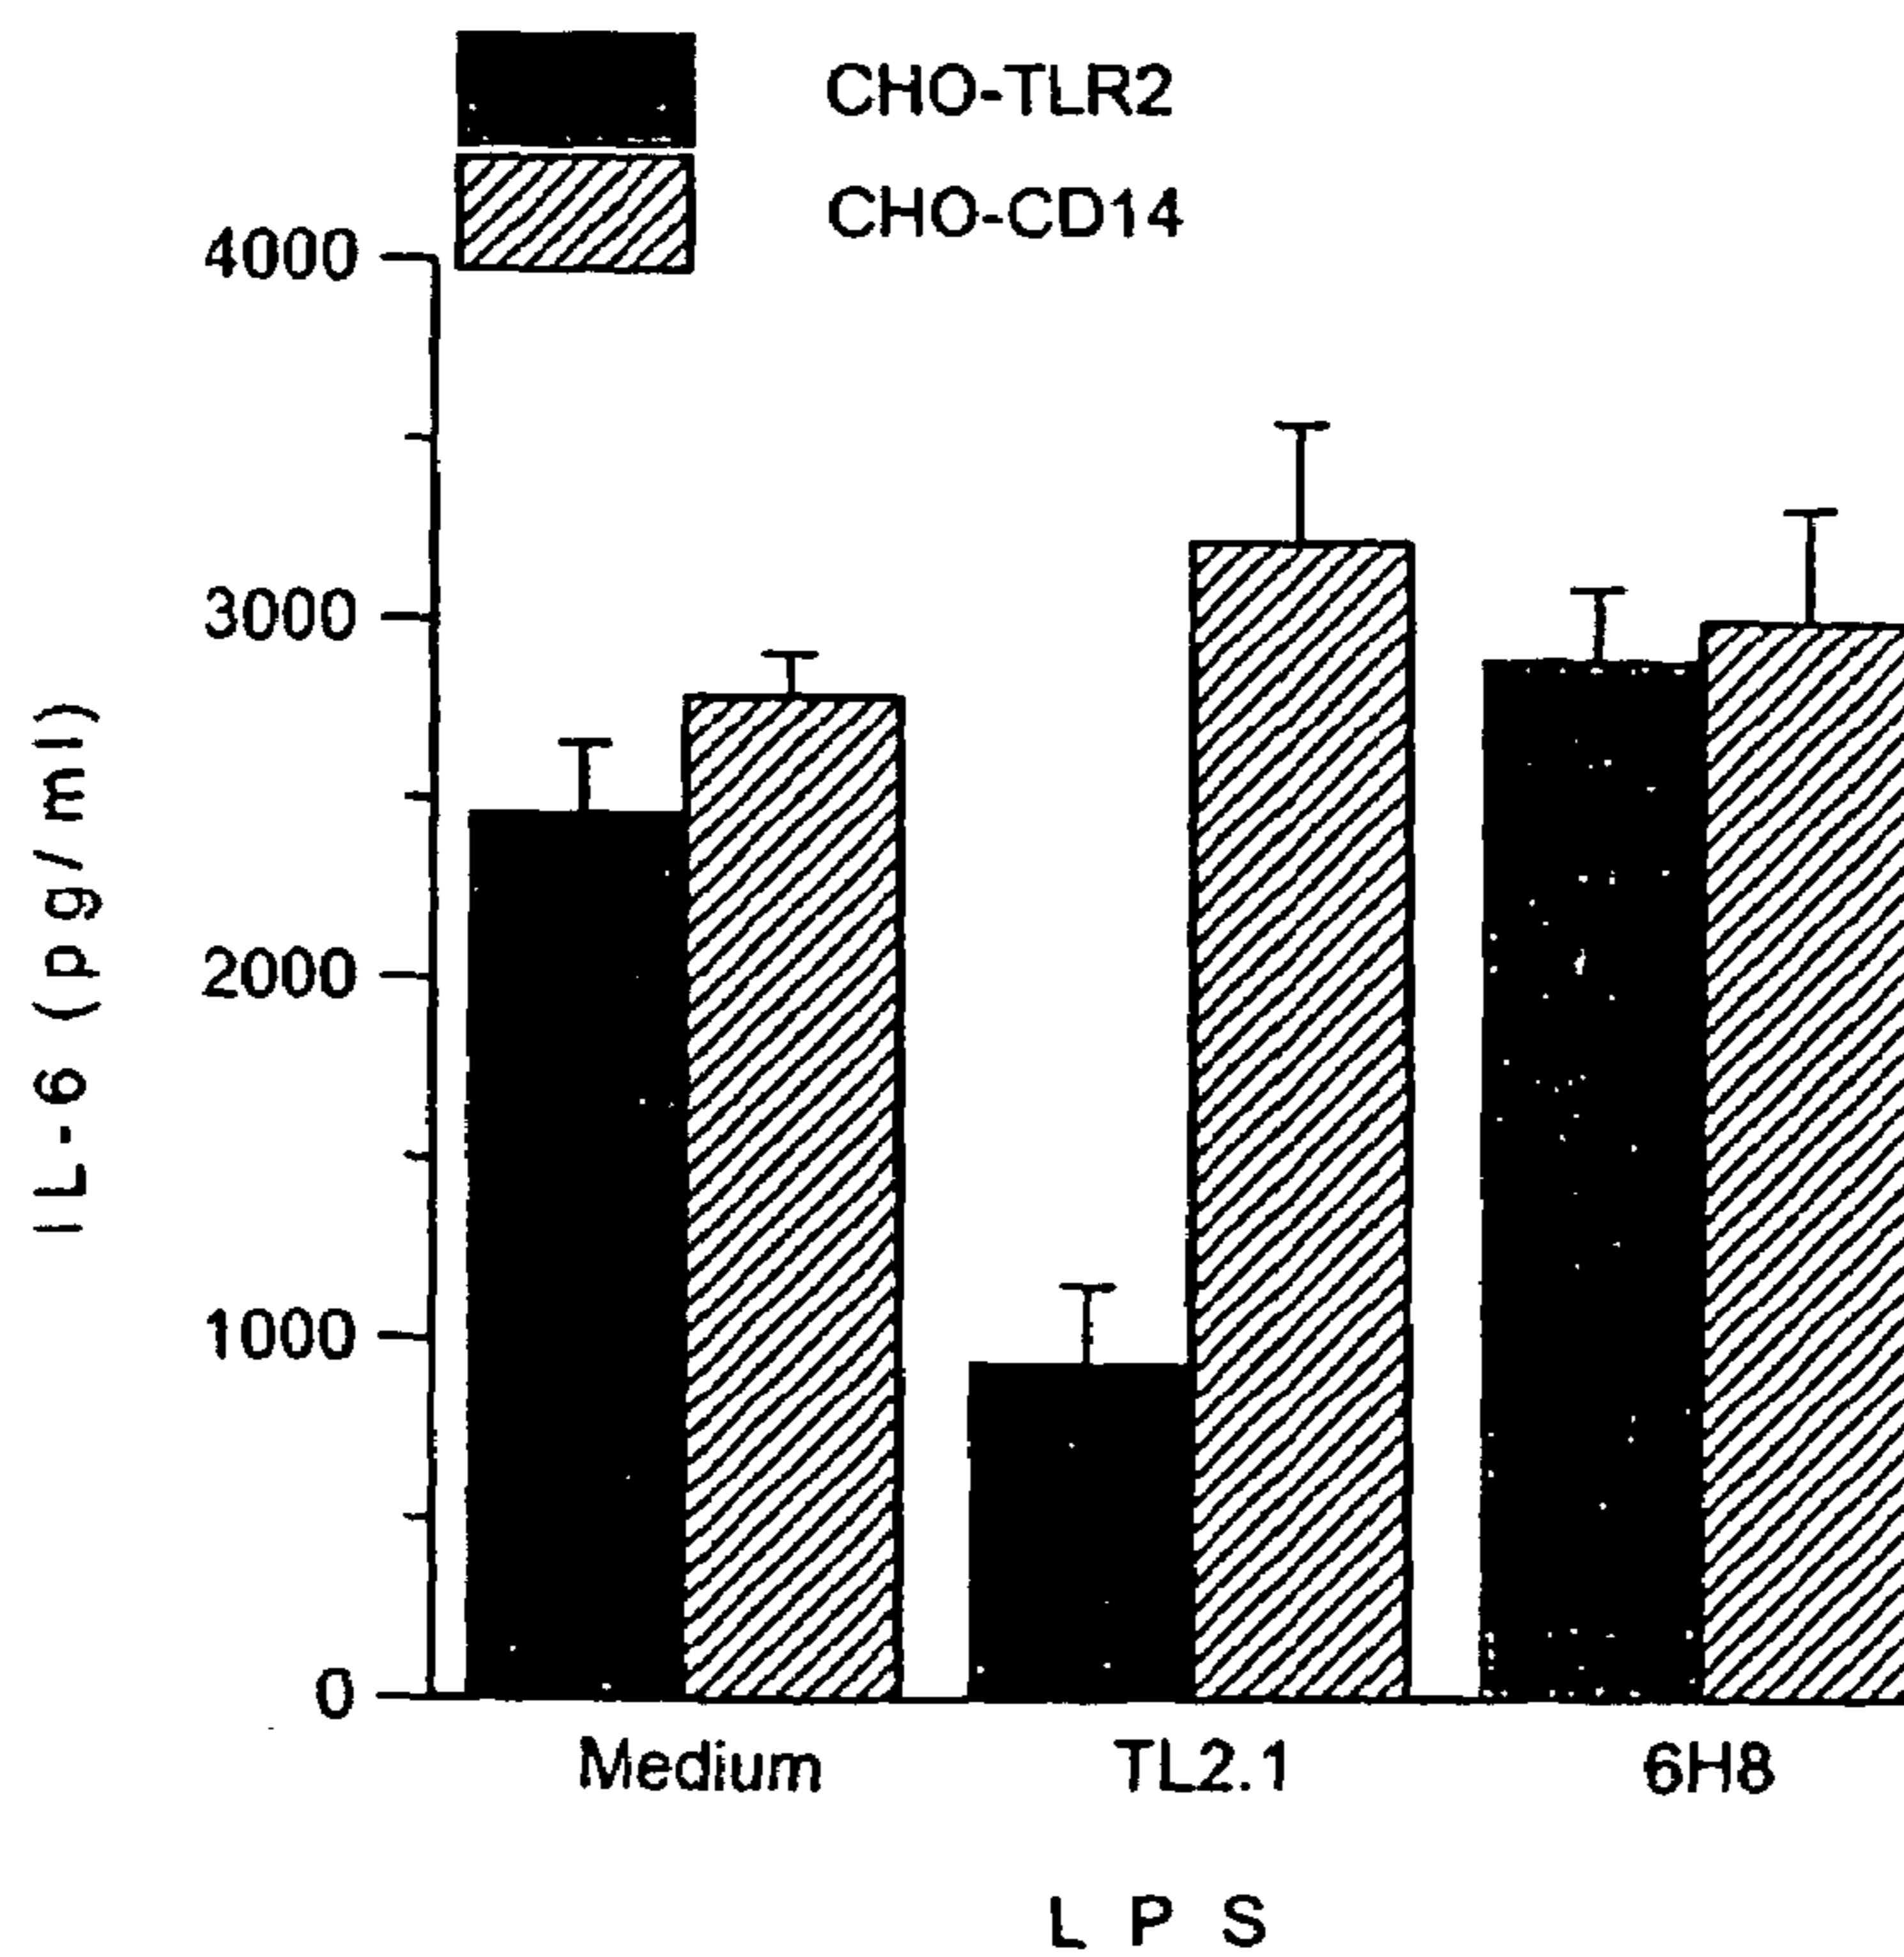 CHO-TLR2
CHO-CD14
4000
3000
2000
1000
0
IL-6 (pg/ml)
Medium TL2.1 6H8
LPS